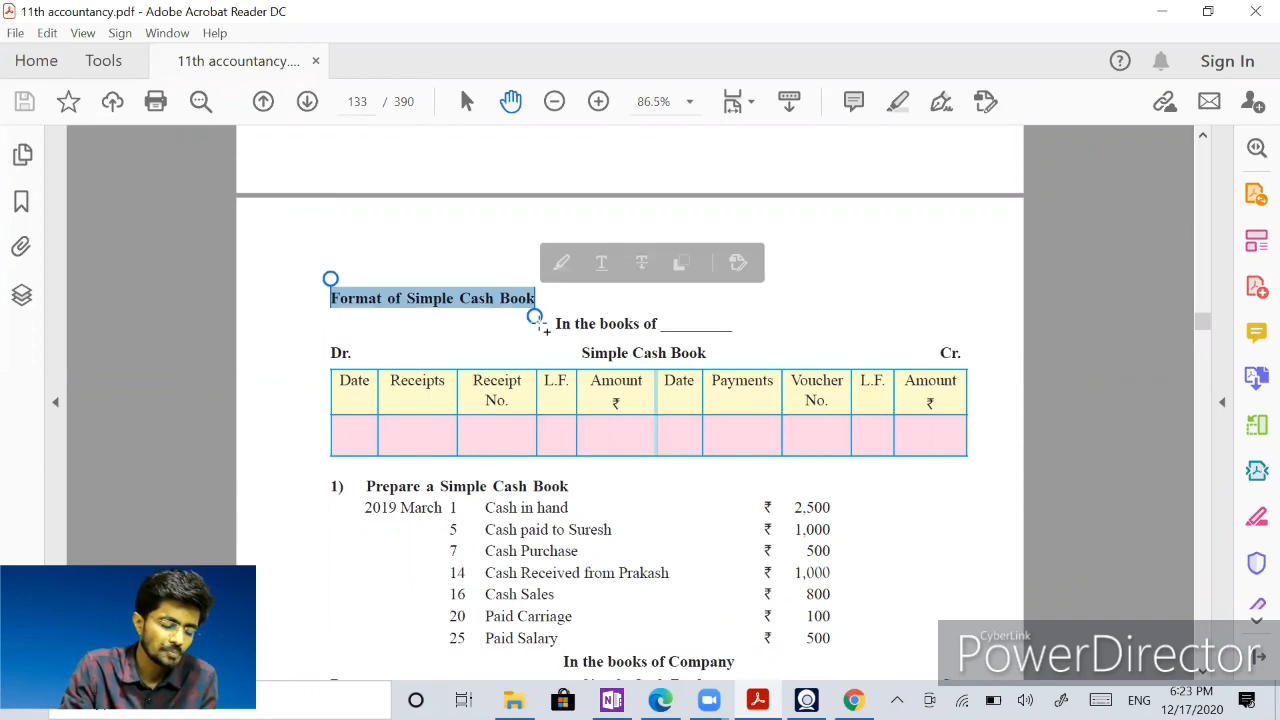 11th accountancy.pdf - Adobe Acrobat Reader DC
File Edit View Sign Window Help
Home Tools 11th accountancy.... × Sign In
133 / 390 86.5%
Format of Simple Cash Book
In the books of _________
Dr. Simple Cash Book Cr.
Date Receipts Receipt No. L.F. Amount ₹ Date Payments Voucher No. L.F. Amount ₹
1) Prepare a Simple Cash Book
2019 March 1 Cash in hand ₹ 2,500
5 Cash paid to Suresh ₹ 1,000
7 Cash Purchase ₹ 500
14 Cash Received from Prakash ₹ 1,000
16 Cash Sales ₹ 800
20 Paid Carriage ₹ 100
25 Paid Salary ₹ 500
In the books of Company
CyberLink
PowerDirector
ENG
6:23 PM
12/17/2020